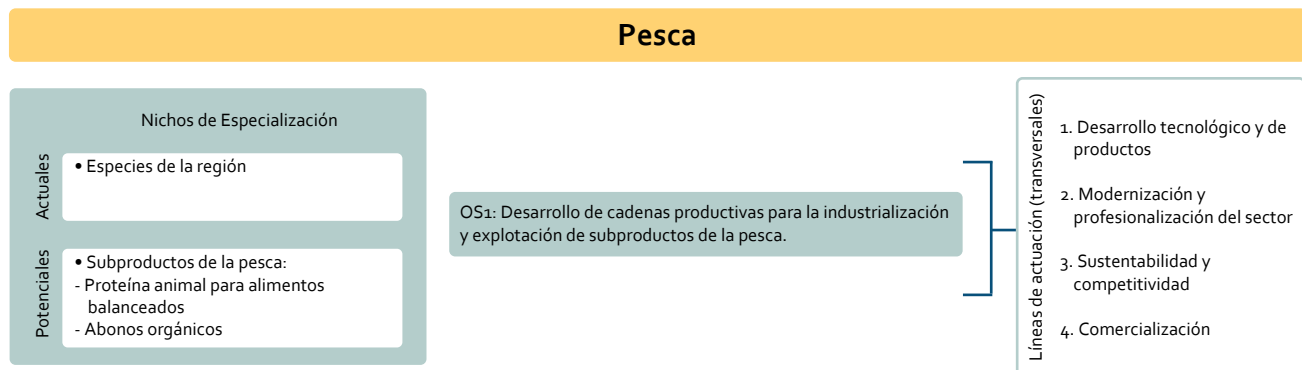 Pesca
Nichos de Especialización
Actuales
• Especies de la región
Potenciales
• Subproductos de la pesca:
- Proteína animal para alimentos
balanceados
- Abonos orgánicos
OS1: Desarrollo de cadenas productivas para la industrialización
y explotación de subproductos de la pesca.
Líneas de actuación (transversales)
1. Desarrollo tecnológico y de
productos
2. Modernización y
profesionalización del sector
3. Sustentabilidad y
competitividad
4. Comercialización